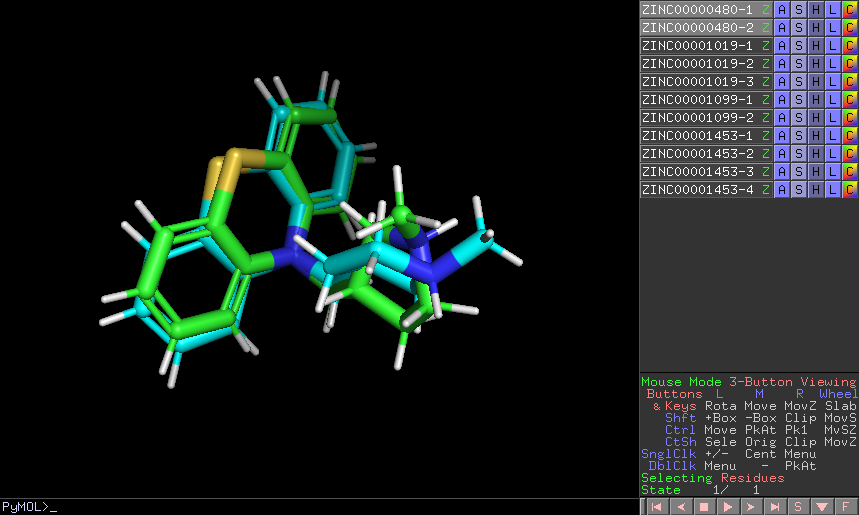 ZINC00000480-1 Z A S H L C
ZINC00000480-2 Z A S H L C
ZINC00001019-1 Z A S H L C
ZINC00001019-2 Z A S H L C
ZINC00001019-3 Z A S H L C
ZINC00001099-1 Z A S H L C
ZINC00001099-2 Z A S H L C
ZINC00001453-1 Z A S H L C
ZINC00001453-2 Z A S H L C
ZINC00001453-3 Z A S H L C
ZINC00001453-4 Z A S H L C
Mouse Mode 3-Button Viewing
Buttons L M R Wheel
& Keys Rota Move MovZ Slab
Shft +Box -Box Clip MovS
Ctrl Move PkAt Pk1 MvSZ
CtSh Sele Orig Clip MovZ
SnglClk +/- Cent Menu
DblClk Menu - PkAt
Selecting Residues
State 1/ 1
PyMOL>_
S F